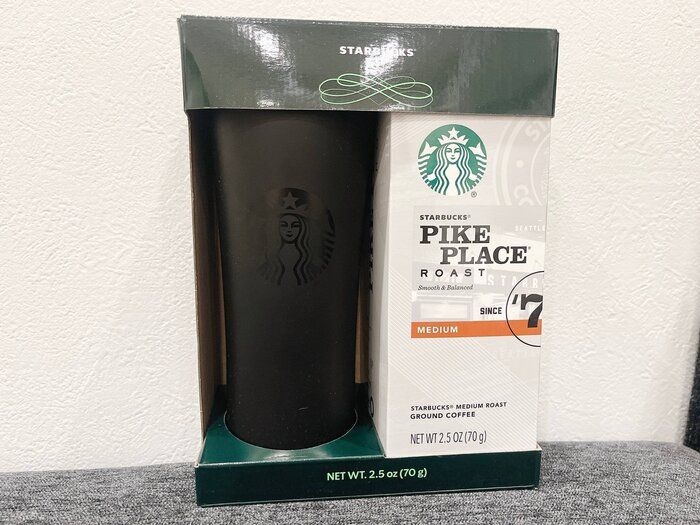 STARBUCKS
STARBUCKS®
PIKE
PLACE®
ROAST
Smooth & Balanced
SINCE '7
MEDIUM
STARBUCKS® MEDIUM ROAST
GROUND COFFEE
NET WT 2.5 OZ (70 g)
NET WT. 2.5 oz (70 g)